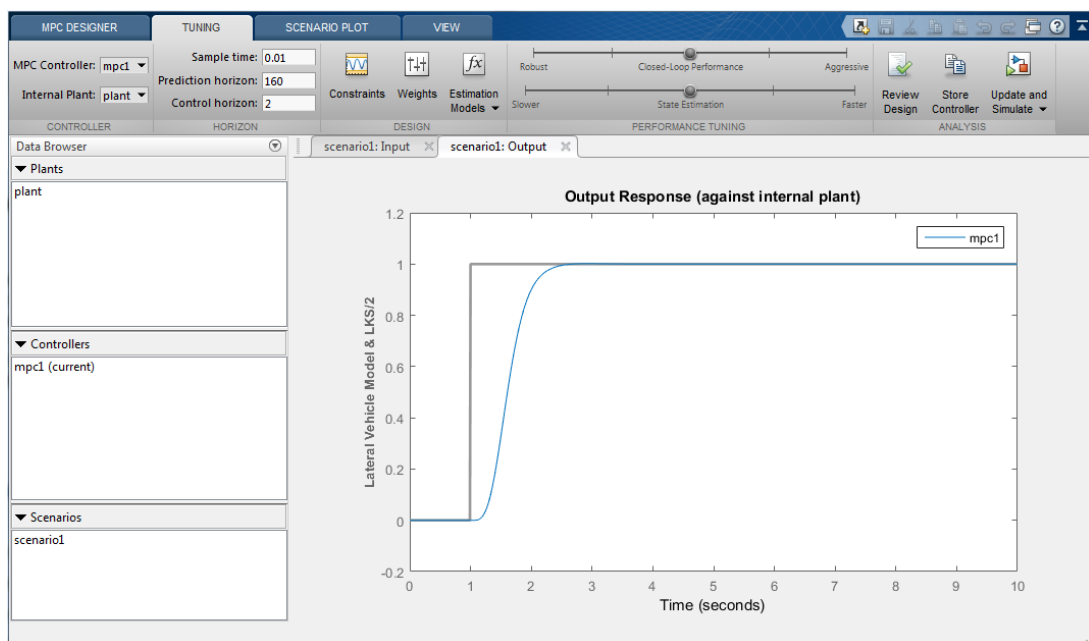 MPC DESIGNER TUNING SCENARIO PLOT VIEW
MPC Controller: mpc1
Internal Plant: plant
CONTROLLER
Sample time: 0.01
Prediction horizon: 160
Control horizon: 2
HORIZON
Constraints Weights Estimation
Models
DESIGN
Robust Closed-Loop Performance Aggressive
Slower State Estimation Faster
PERFORMANCE TUNING
Review
Design
Store
Controller
Update and
Simulate
ANALYSIS
Data Browser
Plants
plant
Controllers
mpc1 (current)
Scenarios
scenario1
scenario1: Input scenario1: Output
Output Response (against internal plant)
mpc1
Lateral Vehicle Model & LKS/2
1.2
1
0.8
0.6
0.4
0.2
0
-0.2
0 1 2 3 4 5 6 7 8 9 10
Time (seconds)